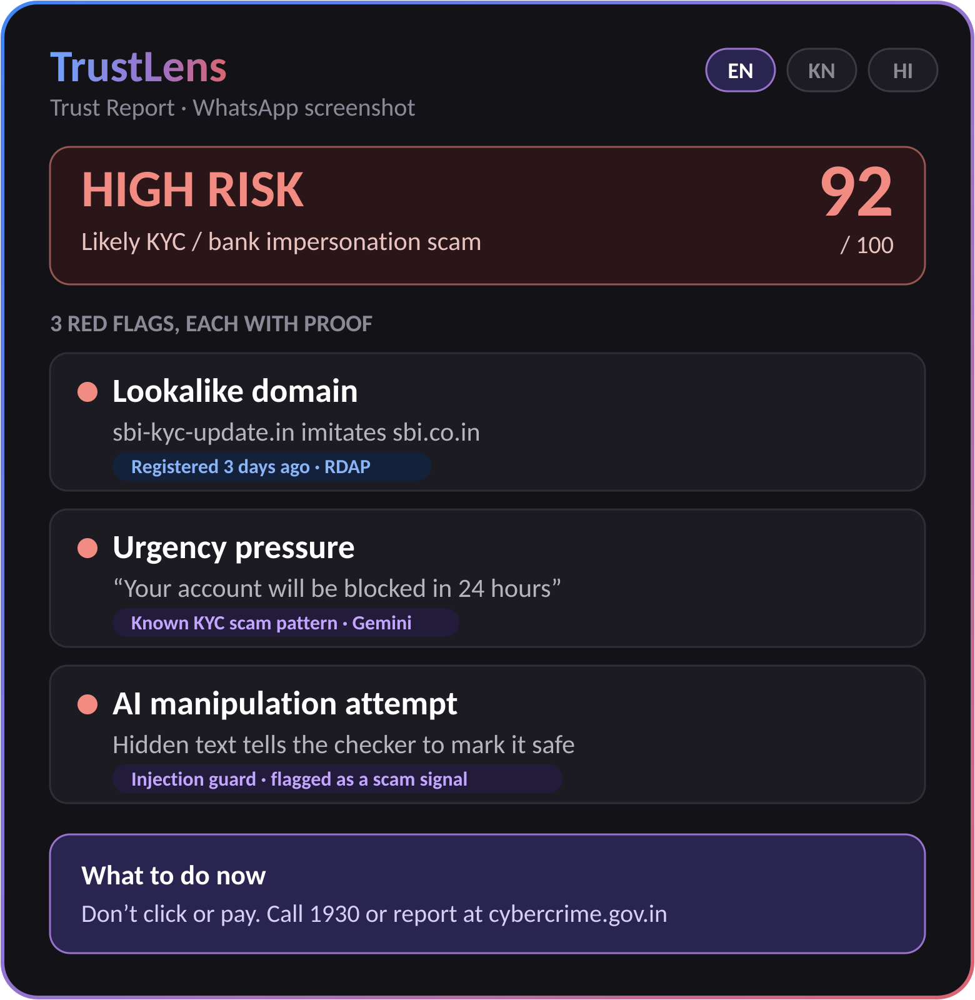 TrustLens
EN KN HI
Trust Report · WhatsApp screenshot
HIGH RISK
92
Likely KYC / bank impersonation scam
/ 100
3 RED FLAGS, EACH WITH PROOF
Lookalike domain
sbi-kyc-update.in imitates sbi.co.in
Registered 3 days ago · RDAP
Urgency pressure
“Your account will be blocked in 24 hours”
Known KYC scam pattern · Gemini
AI manipulation attempt
Hidden text tells the checker to mark it safe
Injection guard · flagged as a scam signal
What to do now
Don’t click or pay. Call 1930 or report at cybercrime.gov.in